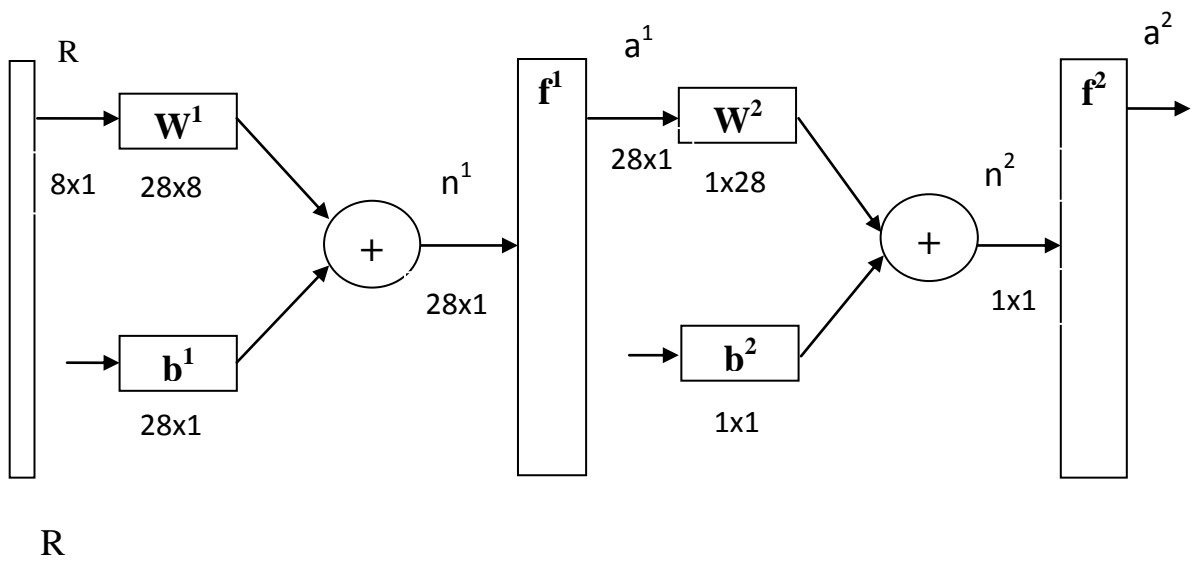 R
a¹
a²
W¹
f¹
W²
f²
8x1
28x8
n¹
28x1
1x28
n²
+
+
28x1
1x1
b¹
b²
28x1
1x1
R